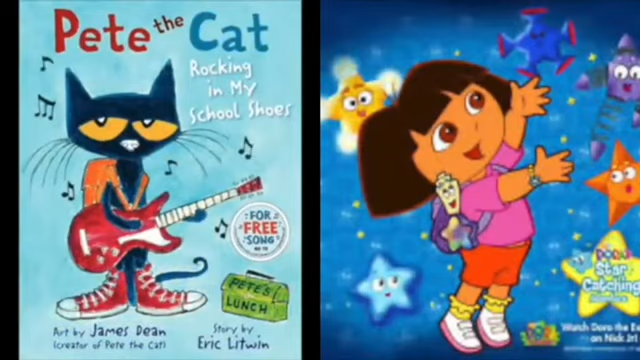 Pete the Cat
Rocking
in My
School Shoes
FOR
FREE
SONG
PETE'S
LUNCH
Art by James Dean
(creator of Pete the Cat)
Story by
Eric Litwin
DORA
Star
Catching
Watch Dora the
on Nick Jr!